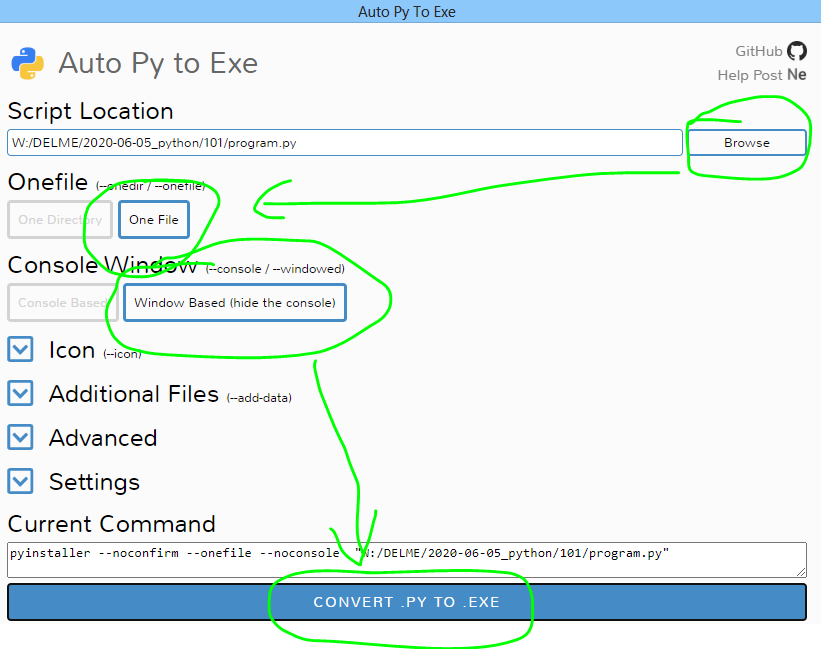 Auto Py To Exe
GitHub
Auto Py to Exe
Help Post Ne
Script Location
W:/DELME/2020-06-05_python/101/program.py
Browse
Onefile (--onedir / --onefile)
One Directory
One File
Console Window (--console / --windowed)
Console Based
Window Based (hide the console)
Icon (--icon)
Additional Files (--add-data)
Advanced
Settings
Current Command
pyinstaller --noconfirm --onefile --noconsole "W:/DELME/2020-06-05_python/101/program.py"
CONVERT .PY TO .EXE